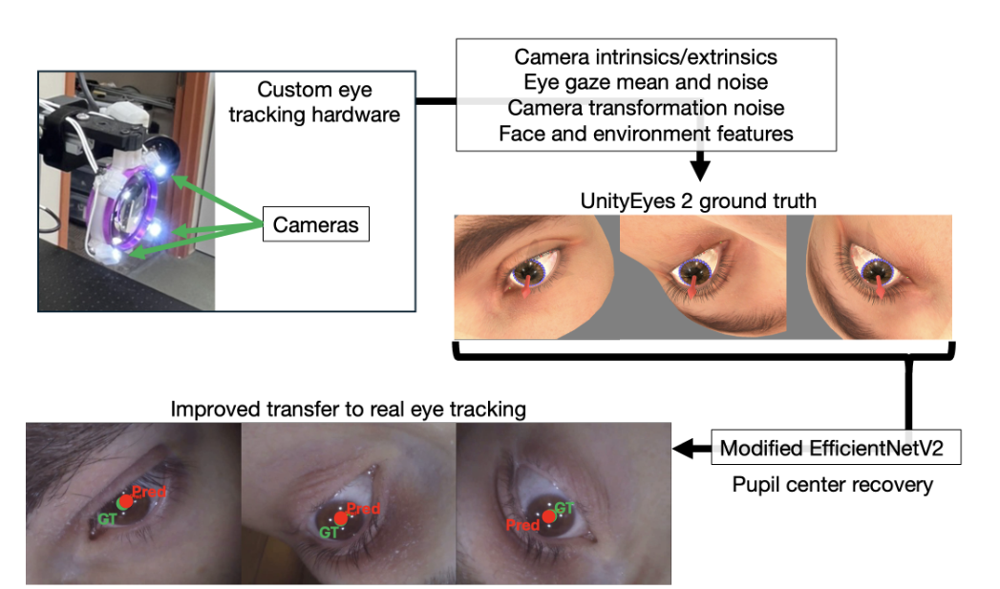 Custom eye
tracking hardware
Cameras
Camera intrinsics/extrinsics
Eye gaze mean and noise
Camera transformation noise
Face and environment features
UnityEyes 2 ground truth
Modified EfficientNetV2
Pupil center recovery
Improved transfer to real eye tracking
Pred
GT
Pred
GT
GT
Pred